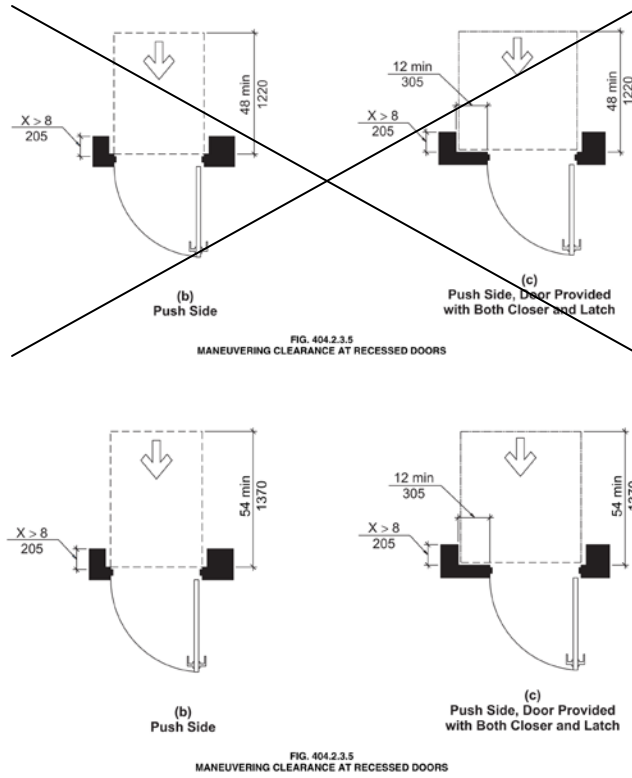 X > 8
205
48 min
1220
(b)
Push Side
12 min
305
X > 8
205
48 min
1220
(c)
Push Side, Door Provided
with Both Closer and Latch
FIG. 404.2.3.5
MANEUVERING CLEARANCE AT RECESSED DOORS
X > 8
205
54 min
1370
(b)
Push Side
12 min
305
X > 8
205
54 min
1370
(c)
Push Side, Door Provided
with Both Closer and Latch
FIG. 404.2.3.5
MANEUVERING CLEARANCE AT RECESSED DOORS